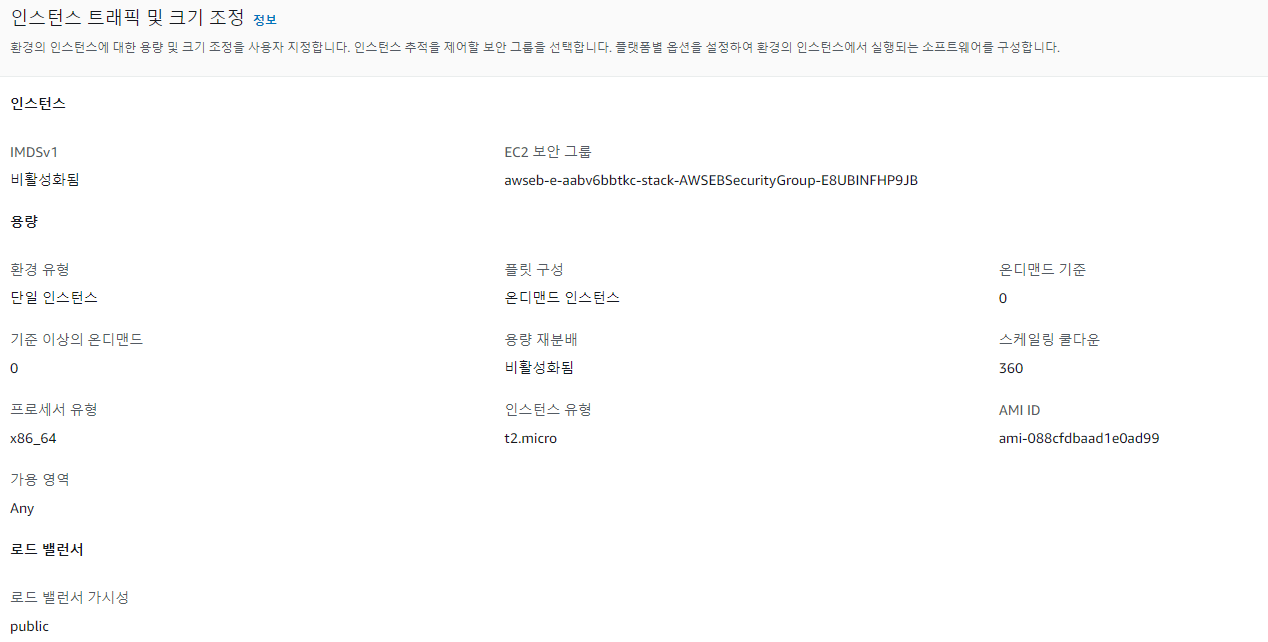 인스턴스 트래픽 및 크기 조정 정보
환경의 인스턴스에 대한 용량 및 크기 조정을 사용자 지정합니다. 인스턴스 추적을 제어할 보안 그룹을 선택합니다. 플랫폼별 옵션을 설정하여 환경의 인스턴스에서 실행되는 소프트웨어를 구성합니다.
인스턴스
IMDSv1 EC2 보안 그룹
비활성화됨 awseb-e-aabv6bbtkc-stack-AWSEBSecurityGroup-E8UBINFHP9JB
용량
환경 유형 플릿 구성 온디맨드 기준
단일 인스턴스 온디맨드 인스턴스 0
기준 이상의 온디맨드 용량 재분배 스케일링 쿨다운
0 비활성화됨 360
프로세서 유형 인스턴스 유형 AMI ID
x86_64 t2.micro ami-088cfdbaad1e0ad99
가용 영역
Any
로드 밸런서
로드 밸런서 가시성
public